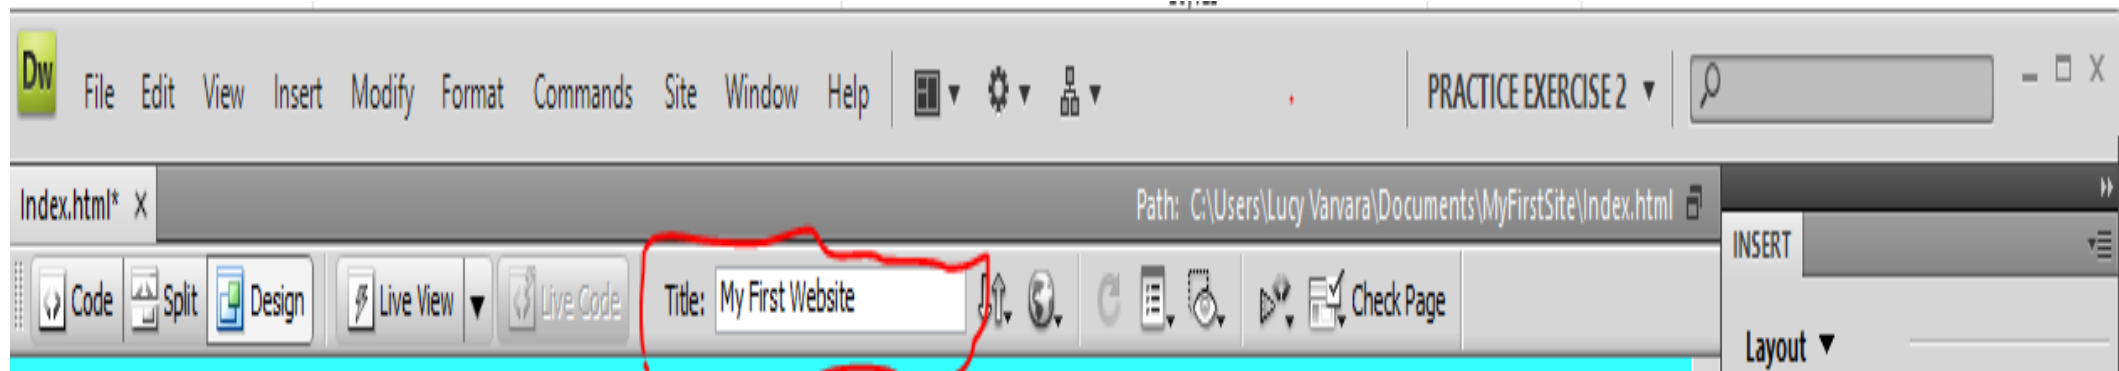 Dw File Edit View Insert Modify Format Commands Site Window Help PRACTICE EXERCISE 2
Index.html* Path: C:\Users\Lucy Varvara\Documents\MyFirstSite\Index.html
INSERT
Code Split Design Live View Live Code Title: My First Website Check Page
Layout